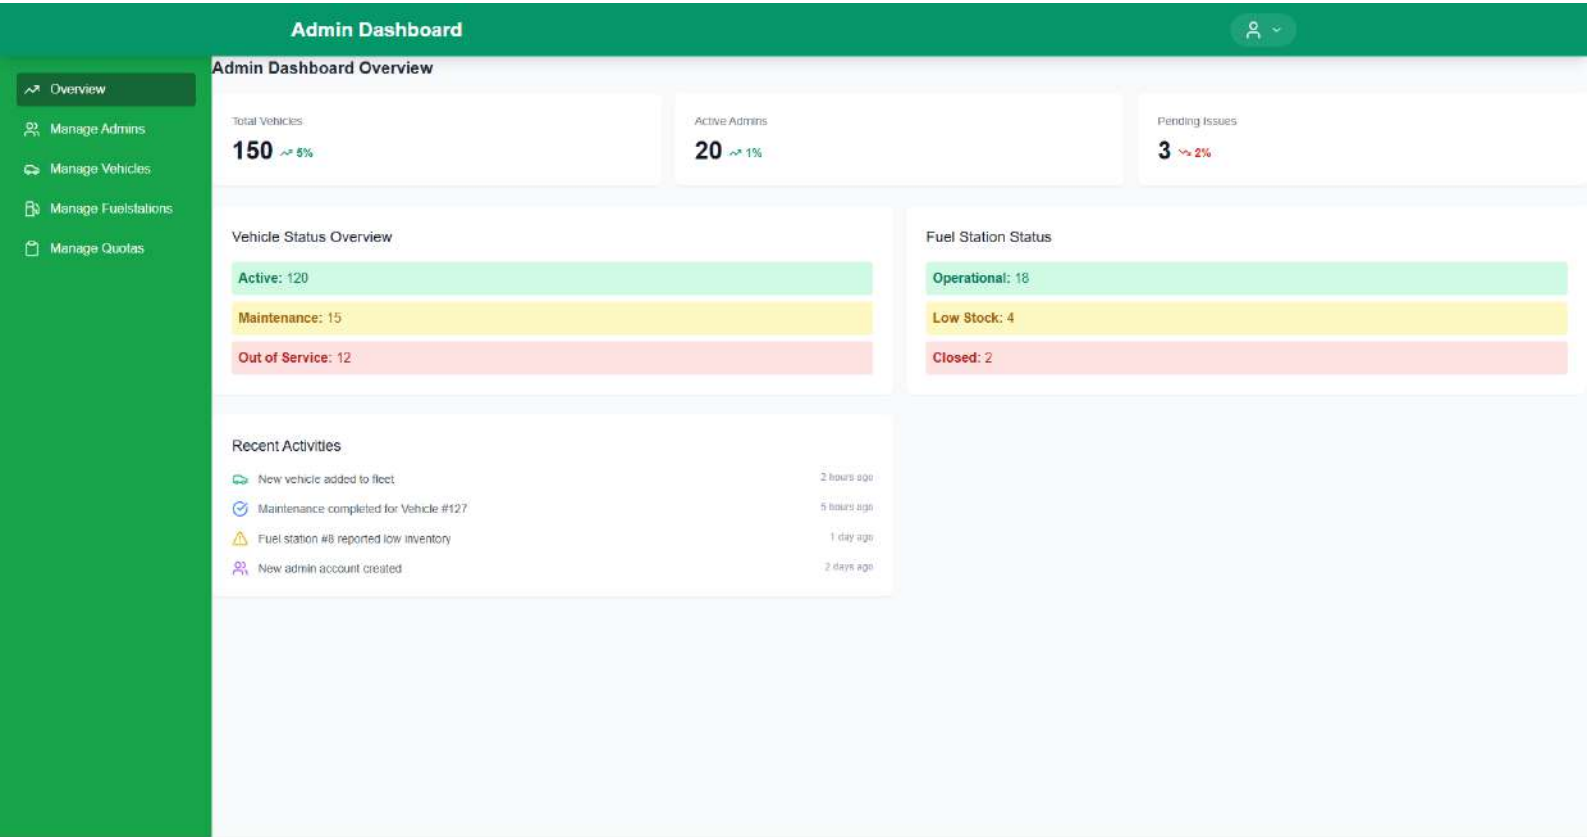 Admin Dashboard
Overview
Manage Admins
Manage Vehicles
Manage Fuelstations
Manage Quotas
Admin Dashboard Overview
Total Vehicles
150 5%
Active Admins
20 1%
Pending Issues
3 2%
Vehicle Status Overview
Active: 120
Maintenance: 15
Out of Service: 12
Fuel Station Status
Operational: 18
Low Stock: 4
Closed: 2
Recent Activities
New vehicle added to fleet 2 hours ago
Maintenance completed for Vehicle #127 5 hours ago
Fuel station #8 reported low inventory 1 day ago
New admin account created 2 days ago